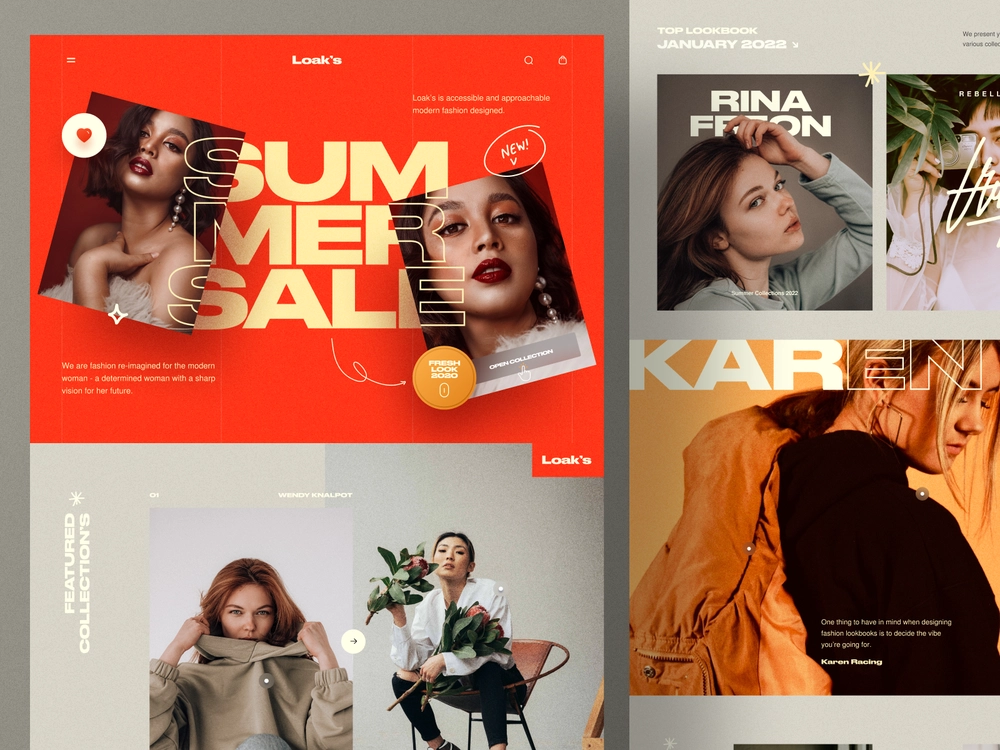 Loak's
Loak's is accessible and approachable
modern fashion designed.
NEW!
SUM
MER
SALE
FRESH
LOOK
2020
OPEN COLLECTION
We are fashion re-imagined for the modern
woman - a determined woman with a sharp
vision for her future.
Loak's
FEATURED
COLLECTION'S
01
WENDY KNALPOT
TOP LOOKBOOK
JANUARY 2022
We present
various
RINA
Summer Collections 2022
KAREN
One thing to have in mind when designing
fashion lookbooks is to decide the vibe
you're going for.
Karen Racing